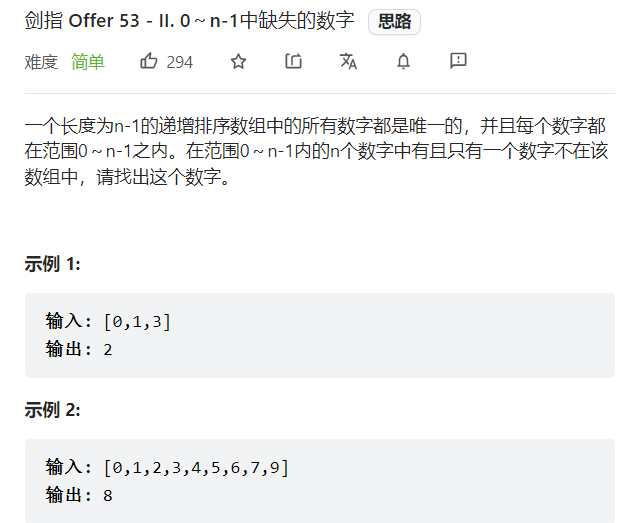 剑指 Offer 53 - II. 0～n-1中缺失的数字 思路
难度 简单 294
一个长度为n-1的递增排序数组中的所有数字都是唯一的，并且每个数字都
在范围0～n-1之内。在范围0～n-1内的n个数字中有且只有一个数字不在该
数组中，请找出这个数字。
示例 1:
输入: [0,1,3]
输出: 2
示例 2:
输入: [0,1,2,3,4,5,6,7,9]
输出: 8